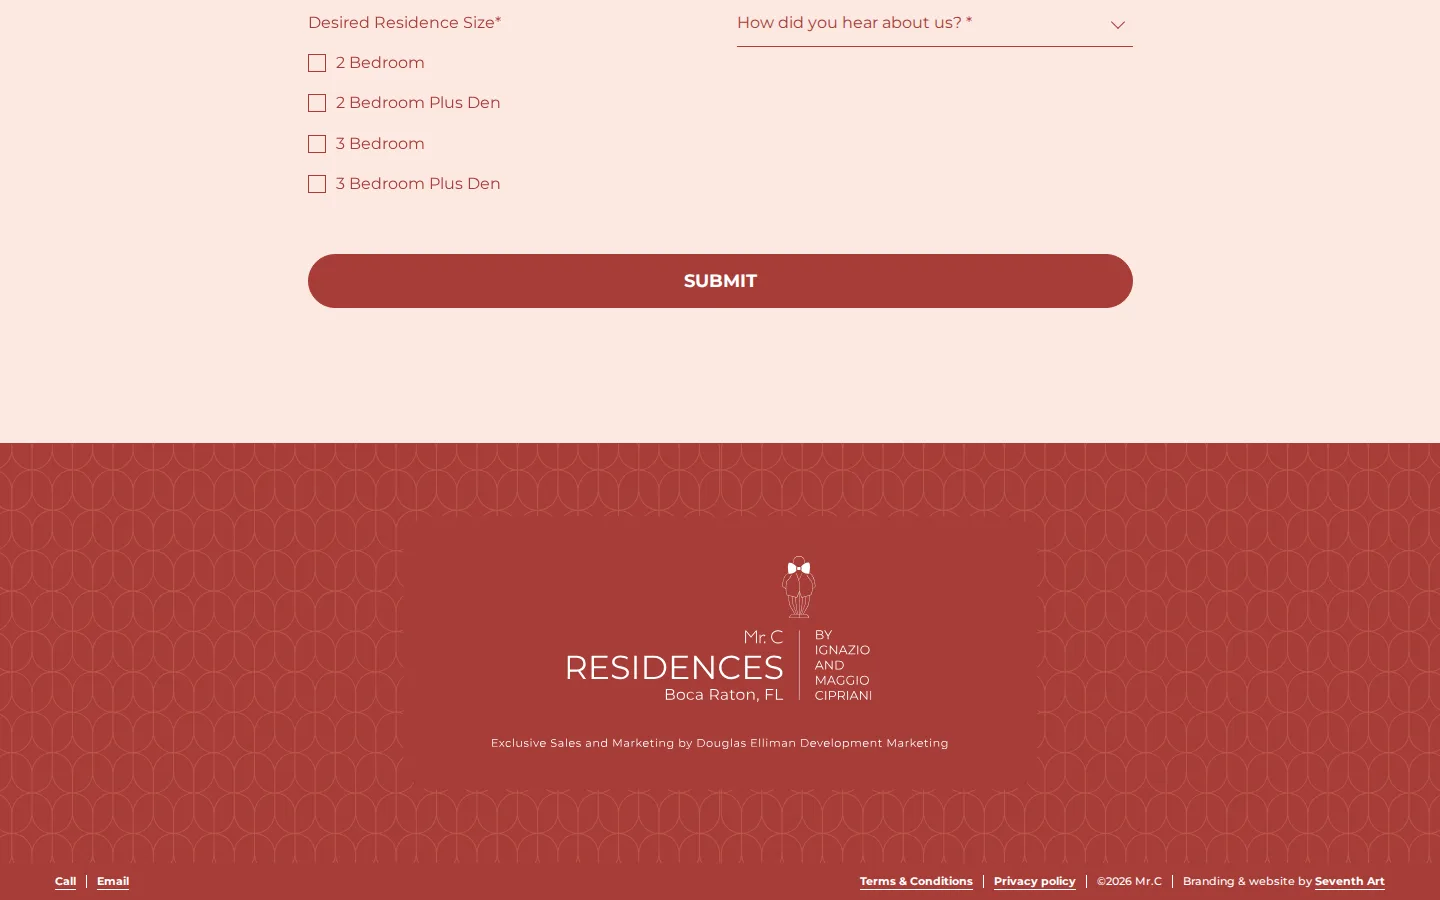 Desired Residence Size*
How did you hear about us? *
2 Bedroom
2 Bedroom Plus Den
3 Bedroom
3 Bedroom Plus Den
SUBMIT
Mr. C
RESIDENCES
Boca Raton, FL
BY
IGNAZIO
AND
MAGGIO
CIPRIANI
Exclusive Sales and Marketing by Douglas Elliman Development Marketing
Call
Email
Terms & Conditions
Privacy policy
©2026 Mr.C
Branding & website by Seventh Art